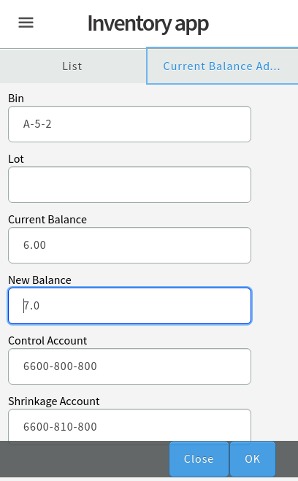 Inventory app
List
Current Balance Ad...
Bin
A-5-2
Lot
Current Balance
6.00
New Balance
7.0
Control Account
6600-800-800
Shrinkage Account
6600-810-800
Close
OK